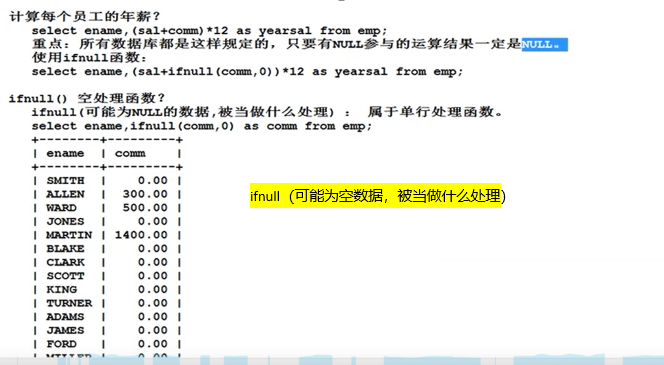 计算每个员工的年薪？
select ename,(sal+comm)*12 as yearsal from emp;
重点：所有数据库都是这样规定的，只要有NULL参与的运算结果一定是NULL。
使用ifnull函数：
select ename,(sal+ifnull(comm,0))*12 as yearsal from emp;
ifnull() 空处理函数？
ifnull(可能为NULL的数据,被当做什么处理) ： 属于单行处理函数。
select ename,ifnull(comm,0) as comm from emp;
+--------+---------+
| ename | comm |
+--------+---------+
| SMITH | 0.00 |
| ALLEN | 300.00 |
| WARD | 500.00 |
| JONES | 0.00 |
| MARTIN | 1400.00 |
| BLAKE | 0.00 |
| CLARK | 0.00 |
| SCOTT | 0.00 |
| KING | 0.00 |
| TURNER | 0.00 |
| ADAMS | 0.00 |
| JAMES | 0.00 |
| FORD | 0.00 |
| MILLER | 0.00 |
ifnull（可能为空数据，被当做什么处理）